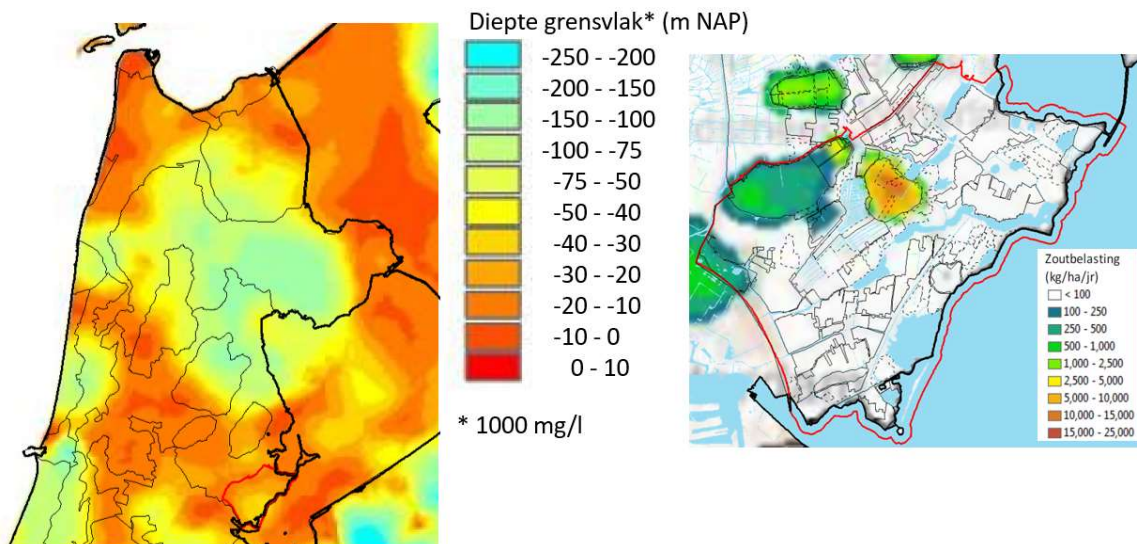 Diepte grensvlak* (m NAP)
-250 - -200
-200 - -150
-150 - -100
-100 - -75
-75 - -50
-50 - -40
-40 - -30
-30 - -20
-20 - -10
-10 - 0
0 - 10
* 1000 mg/l
Zoutbelasting
(kg/ha/jr)
< 100
100 - 250
250 - 500
500 - 1,000
1,000 - 2,500
2,500 - 5,000
5,000 - 10,000
10,000 - 15,000
15,000 - 25,000